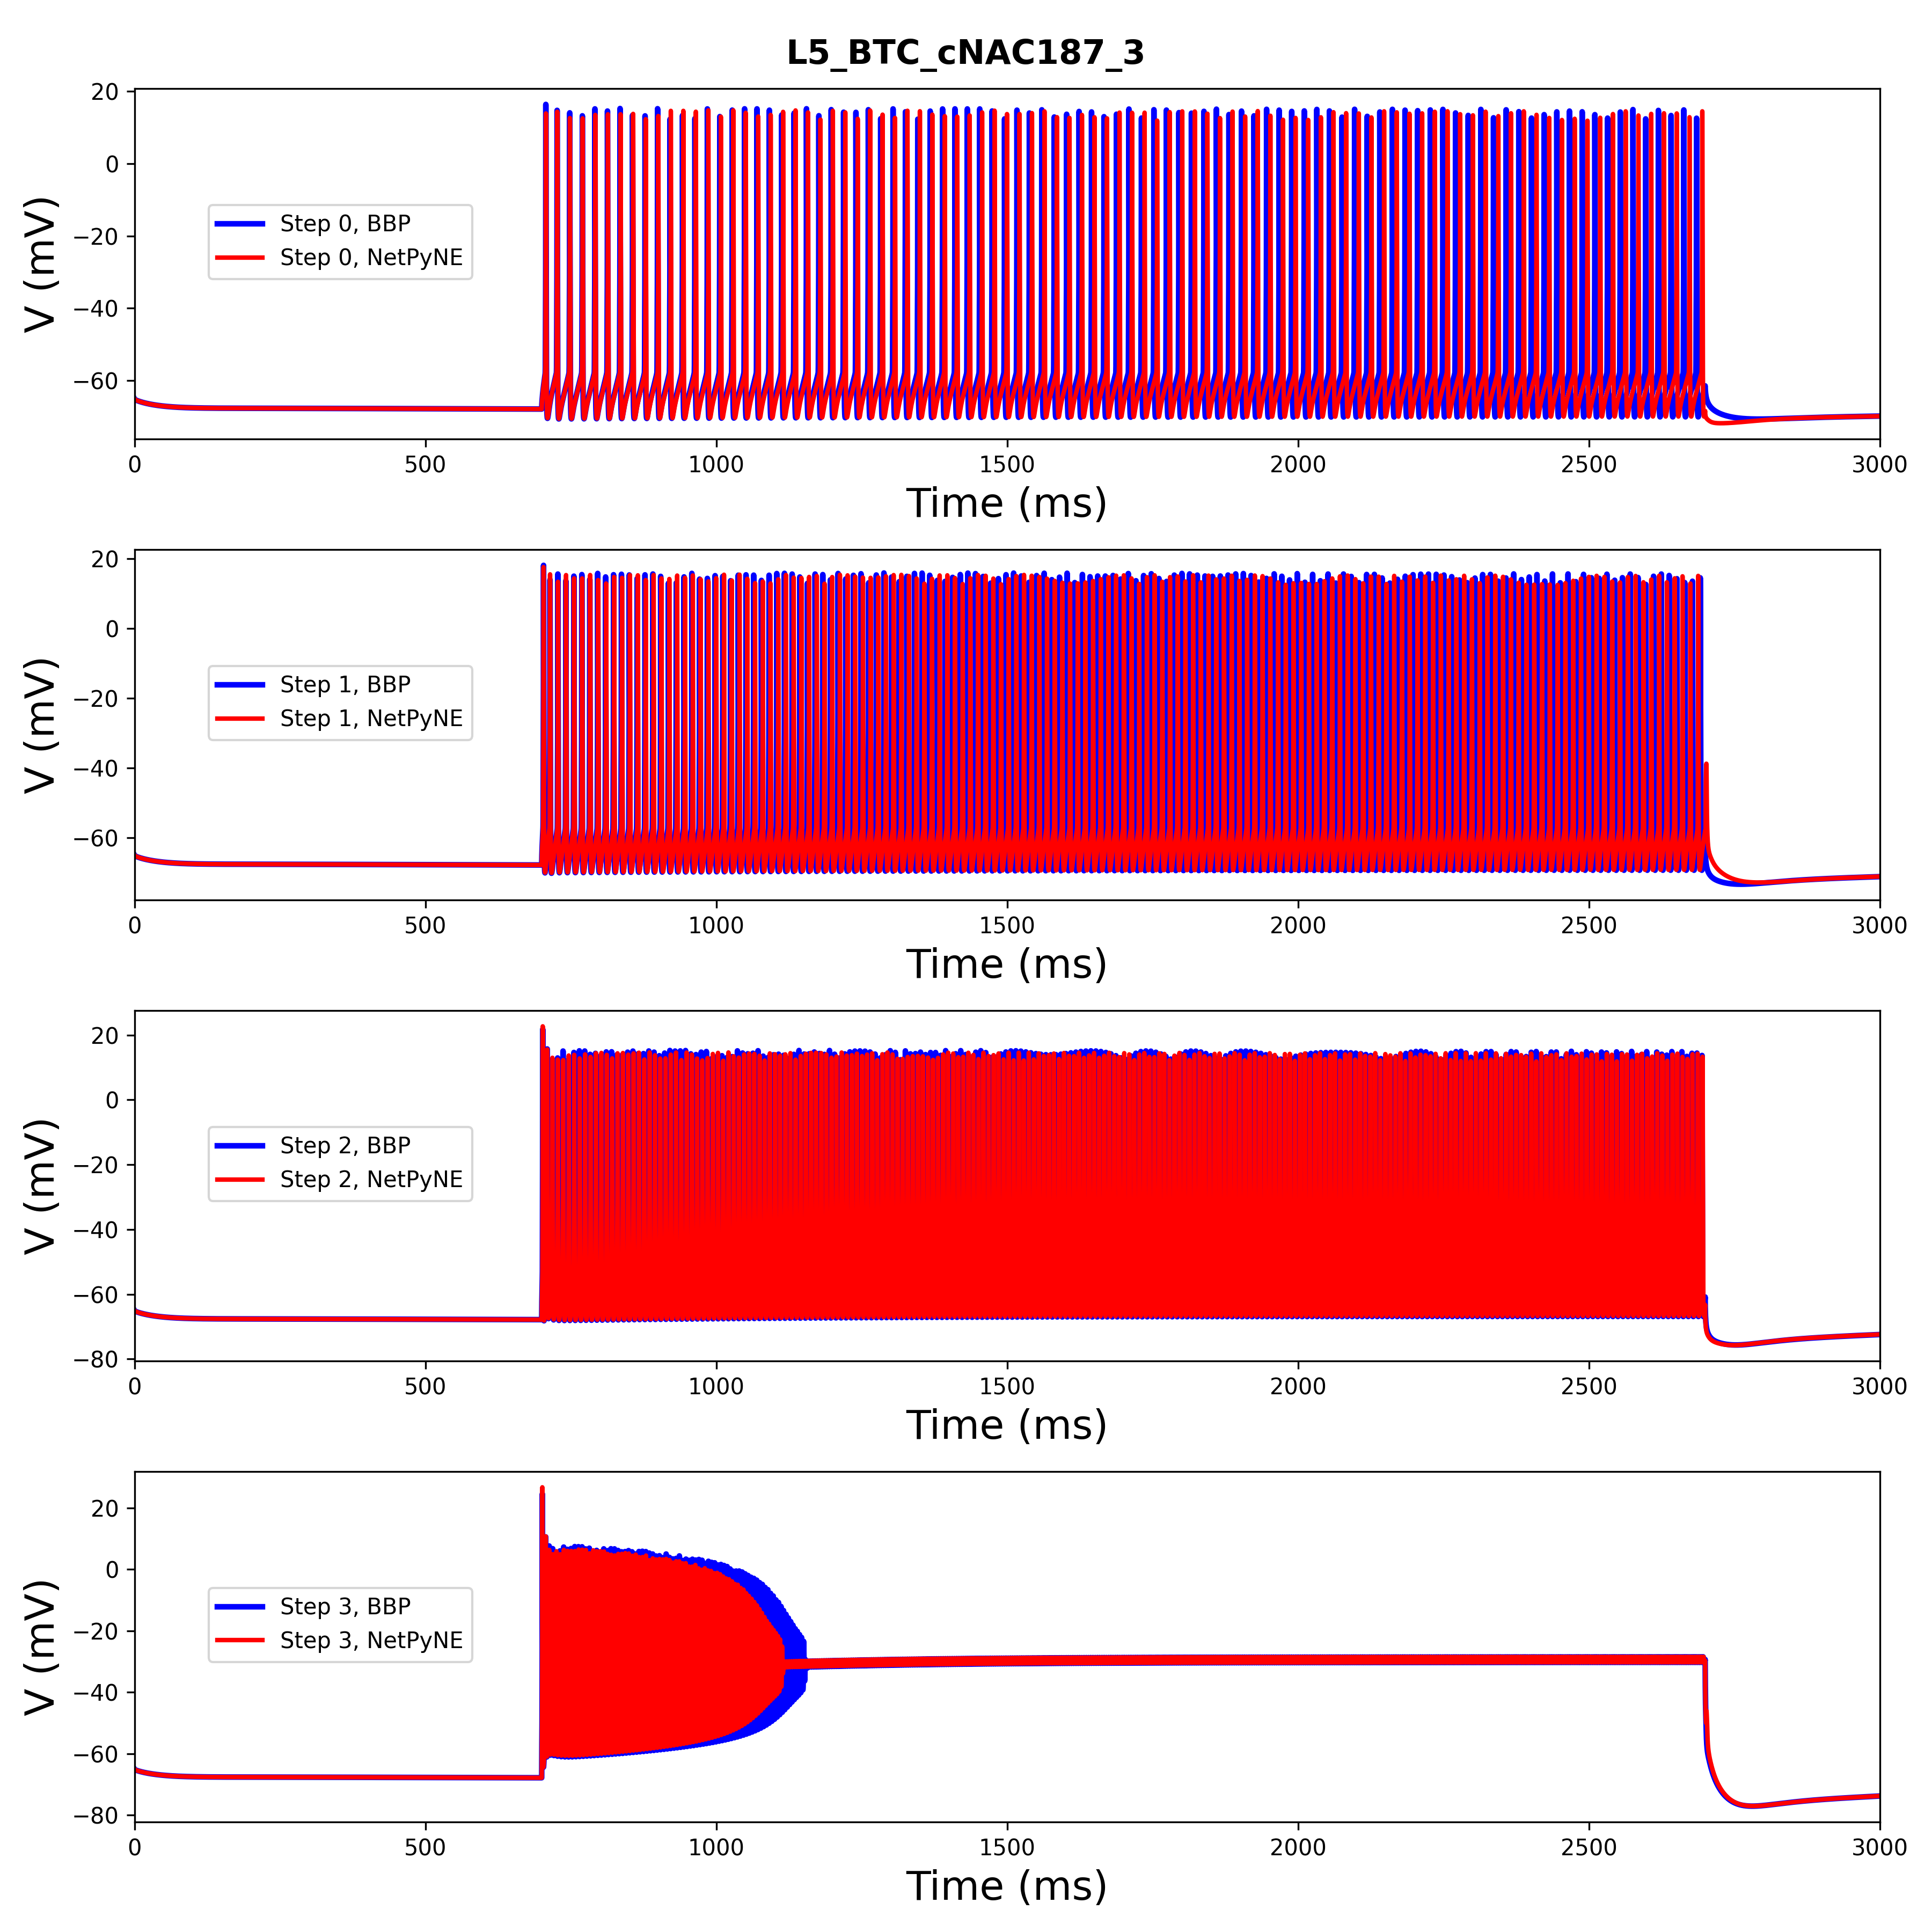 L5_BTC_cNAC187_3
20
0
−20
−40
−60
V (mV)
Step 0, BBP
Step 0, NetPyNE
0 500 1000 1500 2000 2500 3000
Time (ms)
20
0
−20
−40
−60
V (mV)
Step 1, BBP
Step 1, NetPyNE
0 500 1000 1500 2000 2500 3000
Time (ms)
20
0
−20
−40
−60
−80
V (mV)
Step 2, BBP
Step 2, NetPyNE
0 500 1000 1500 2000 2500 3000
Time (ms)
20
0
−20
−40
−60
−80
V (mV)
Step 3, BBP
Step 3, NetPyNE
0 500 1000 1500 2000 2500 3000
Time (ms)